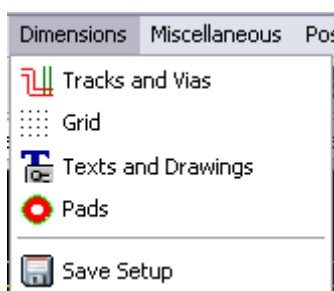 Dimensions Miscellaneous
Tracks and Vias
Grid
Texts and Drawings
Pads
Save Setup